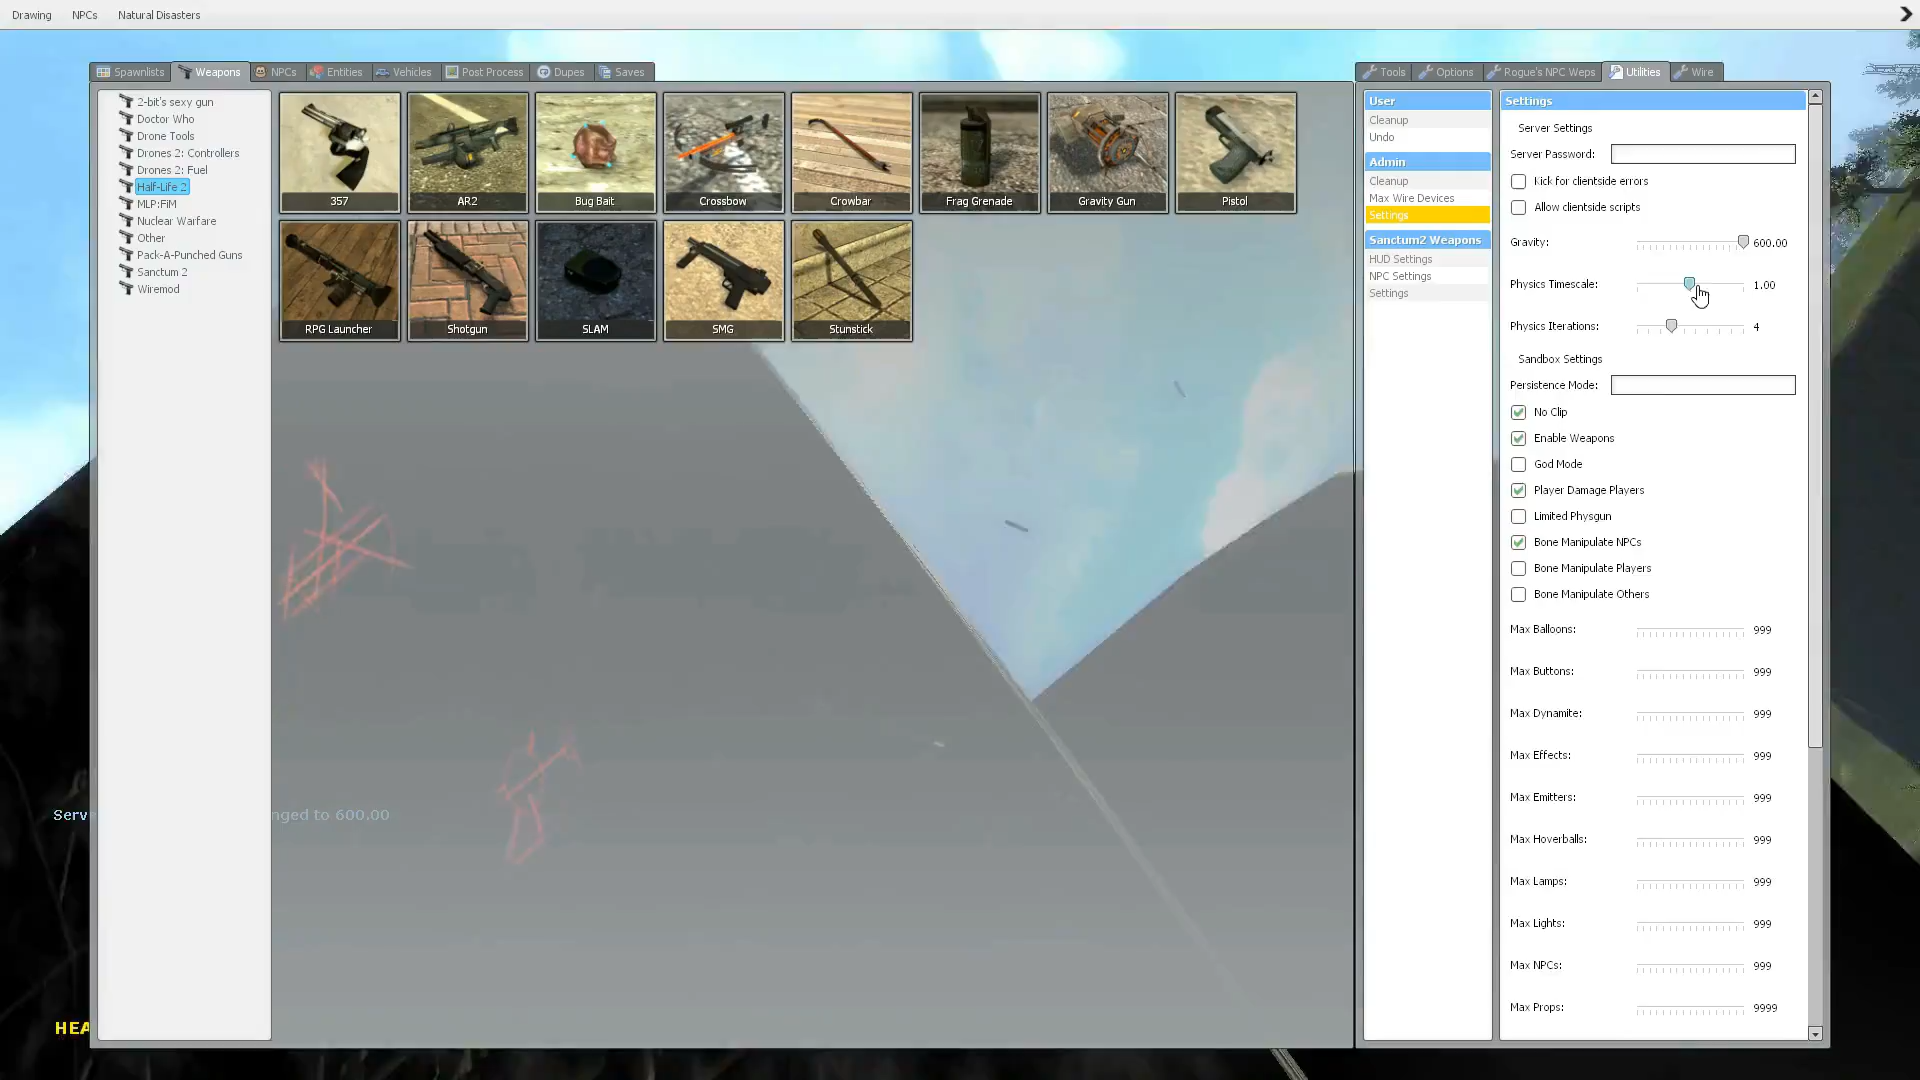 Drawing NPCs Natural Disasters
Spawnlists Weapons NPCs Entities Vehicles Post Process Dupes Saves
Tools Options Rogue's NPC Weps Utilities Wire
2-bit's sexy gun
Doctor Who
Drone Tools
Drones 2: Controllers
Drones 2: Fuel
Half-Life 2
MLP:FiM
Nuclear Warfare
Other
Pack-A-Punched Guns
Sanctum 2
Wiremod
357 AR2 Bug Bait Crossbow Crowbar Frag Grenade Gravity Gun Pistol
RPG Launcher Shotgun SLAM SMG Stunstick
Serv nged to 600.00
HEA
User
Cleanup
Undo
Admin
Cleanup
Max Wire Devices
Settings
Sanctum2 Weapons
HUD Settings
NPC Settings
Settings
Settings
Server Settings
Server Password:
Kick for clientside errors
Allow clientside scripts
Gravity: 600.00
Physics Timescale: 1.00
Physics Iterations: 4
Sandbox Settings
Persistence Mode:
No Clip
Enable Weapons
God Mode
Player Damage Players
Limited Physgun
Bone Manipulate NPCs
Bone Manipulate Players
Bone Manipulate Others
Max Balloons: 999
Max Buttons: 999
Max Dynamite: 999
Max Effects: 999
Max Emitters: 999
Max Hoverballs: 999
Max Lamps: 999
Max Lights: 999
Max NPCs: 999
Max Props: 9999